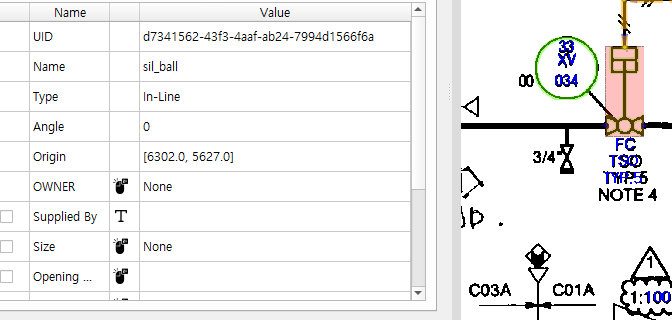 Name Value
UID d7341562-43f3-4aaf-ab24-7994d1566f6a
Name sil_ball
Type In-Line
Angle 0
Origin [6302.0, 5627.0]
OWNER None
Supplied By T
Size None
Opening ...
33
XV
034
00
3/4"
FC
TSO
TYP.5
NOTE 4
C03A C01A
1
1:100